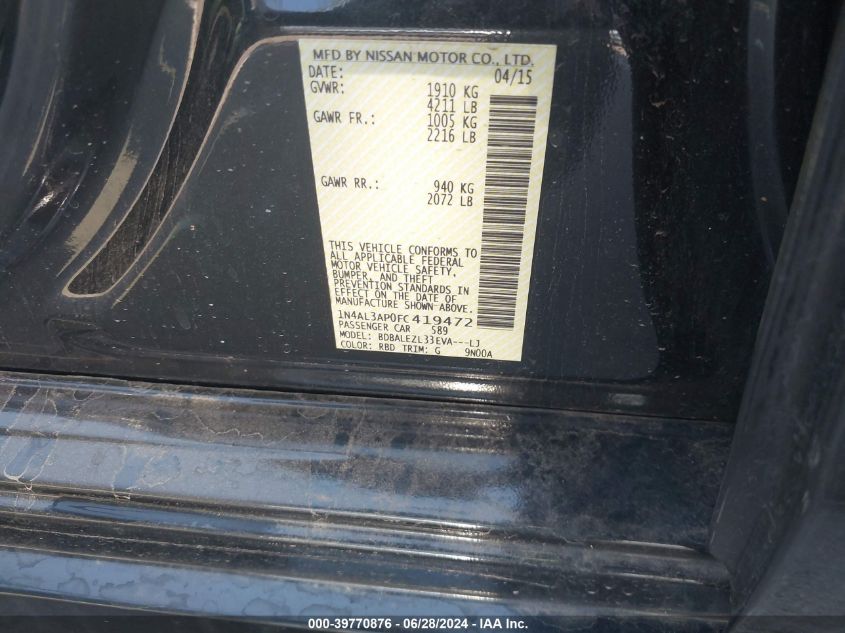 MFD BY NISSAN MOTOR CO., LTD.
DATE: 04/15
GVWR: 1910 KG
4211 LB
GAWR FR.: 1005 KG
2216 LB
GAWR RR.: 940 KG
2072 LB
THIS VEHICLE CONFORMS TO
ALL APPLICABLE FEDERAL
MOTOR VEHICLE SAFETY,
BUMPER, AND THEFT
PREVENTION STANDARDS IN
EFFECT ON THE DATE OF
MANUFACTURE SHOWN ABOVE.
1N4AL3AP0FC419472
PASSENGER CAR 589
MODEL: BDBALEZL33EVA---LJ
COLOR: RBD TRIM: G 9N00A
000-39770876 - 06/28/2024 - IAA Inc.